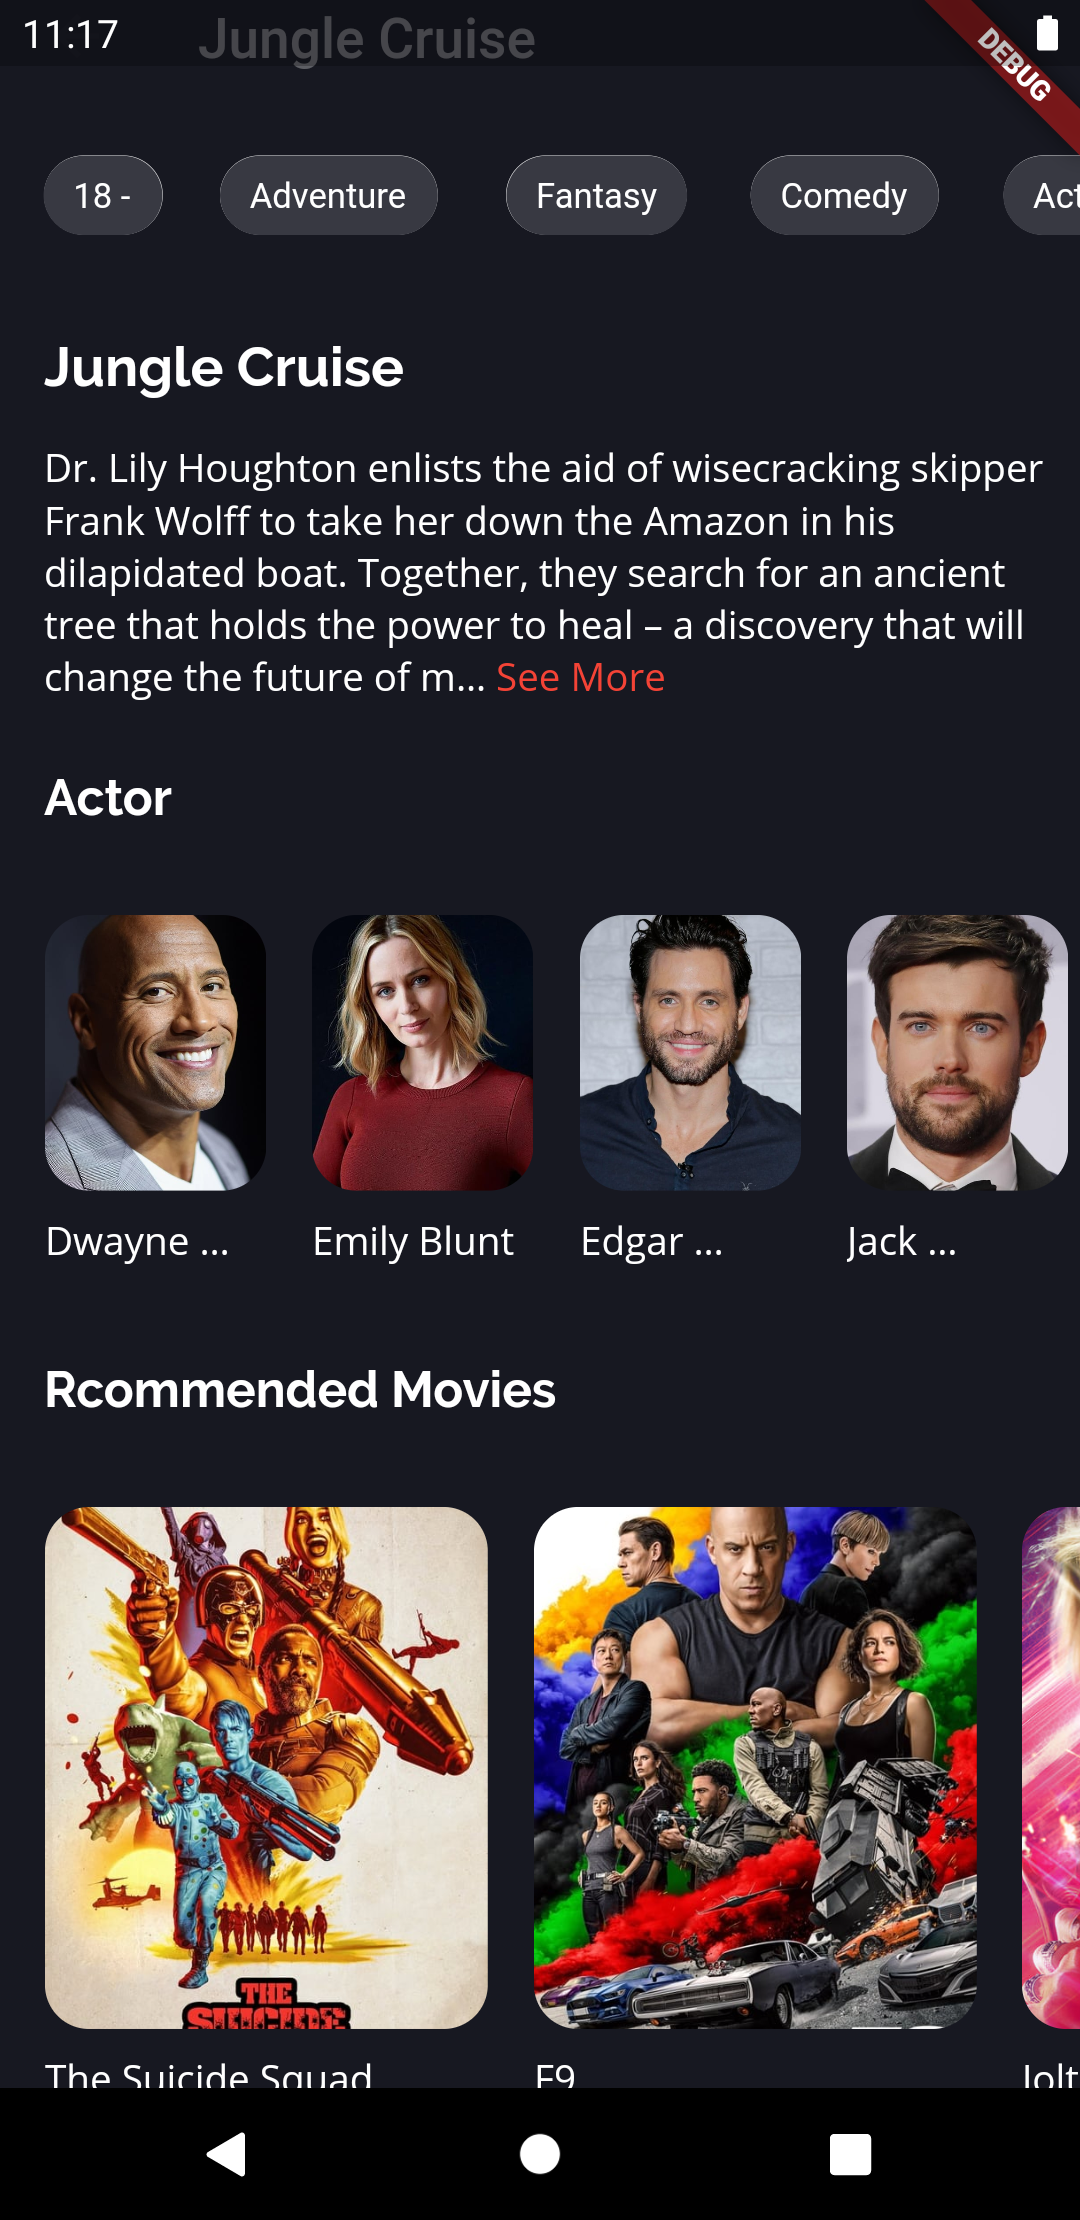 11:17
Jungle Cruise
DEBUG
18 -
Adventure
Fantasy
Comedy
Act
Jungle Cruise
Dr. Lily Houghton enlists the aid of wisecracking skipper
Frank Wolff to take her down the Amazon in his
dilapidated boat. Together, they search for an ancient
tree that holds the power to heal – a discovery that will
change the future of m... See More
Actor
Dwayne ...
Emily Blunt
Edgar ...
Jack ...
Rcommended Movies
THE
SUICIDE
The Suicide Squad
F9
Jolt